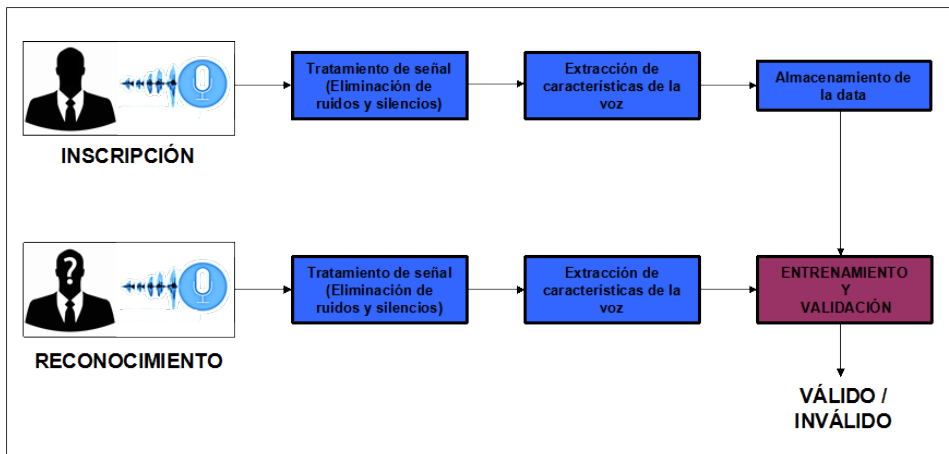 Tratamiento de señal
(Eliminación de
ruidos y silencios)
Extracción de
características de la
voz
Almacenamiento de
la data
INSCRIPCIÓN
?
Tratamiento de señal
(Eliminación de
ruidos y silencios)
Extracción de
características de la
voz
ENTRENAMIENTO
Y
VALIDACIÓN
RECONOCIMIENTO
VÁLIDO /
INVÁLIDO